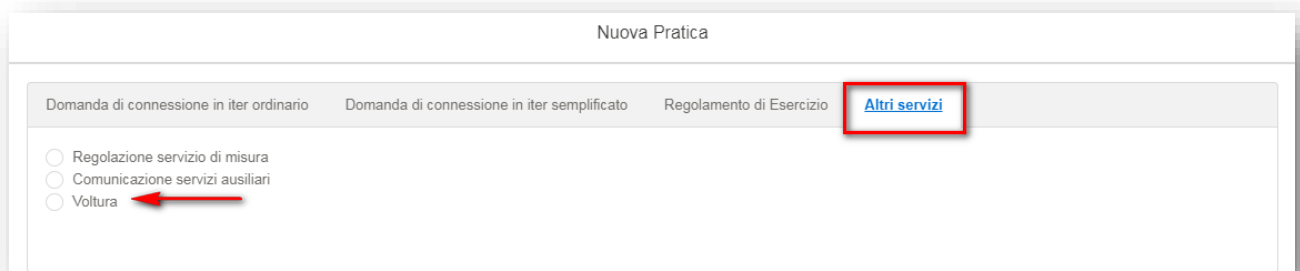 Nuova Pratica
Domanda di connessione in iter ordinario Domanda di connessione in iter semplificato Regolamento di Esercizio Altri servizi
Regolazione servizio di misura
Comunicazione servizi ausiliari
Voltura